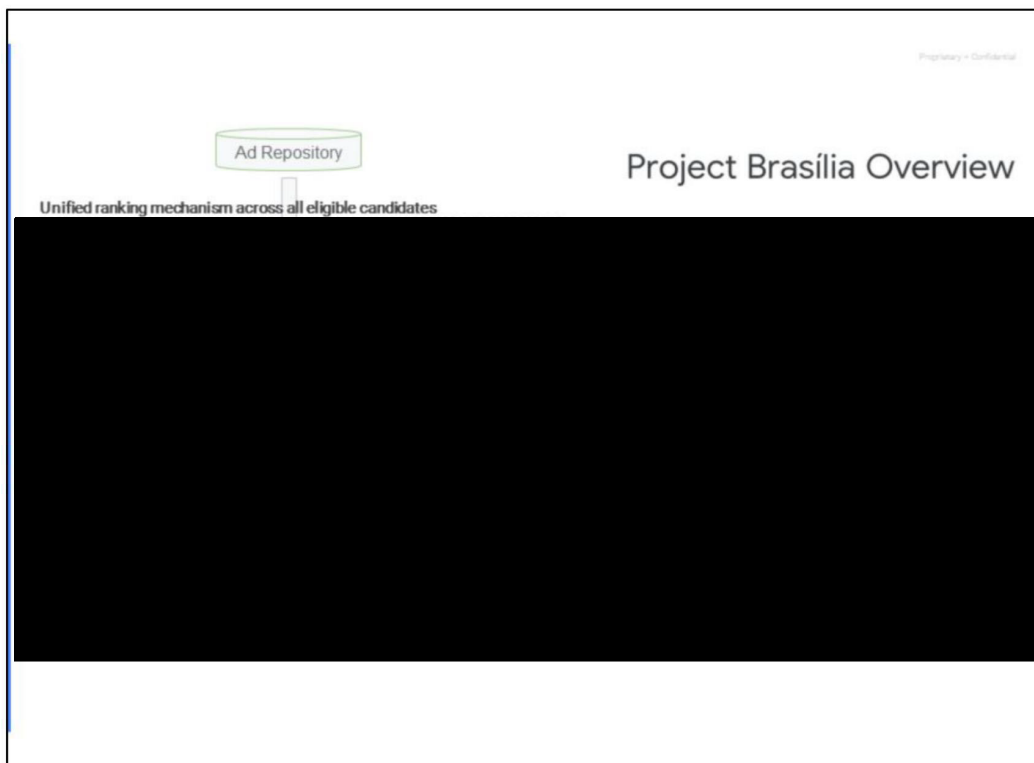 Proprietary + Confidential
Ad Repository
Project Brasília Overview
Unified ranking mechanism across all eligible candidates